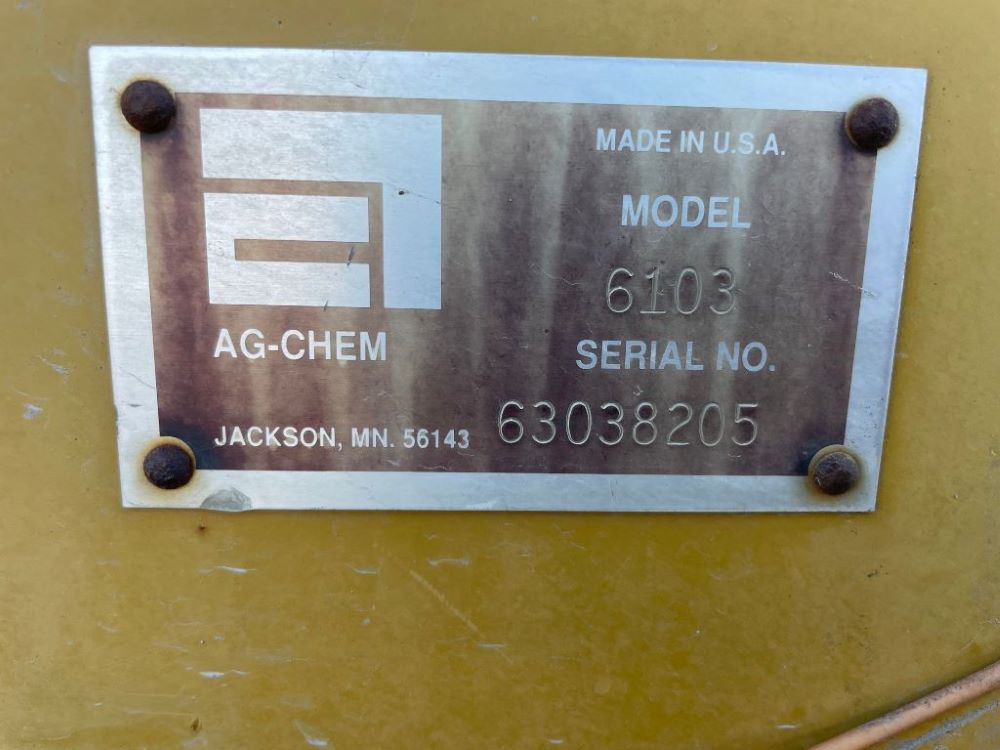 MADE IN U.S.A.
MODEL
6103
AG-CHEM
SERIAL NO.
JACKSON, MN. 56143
63038205